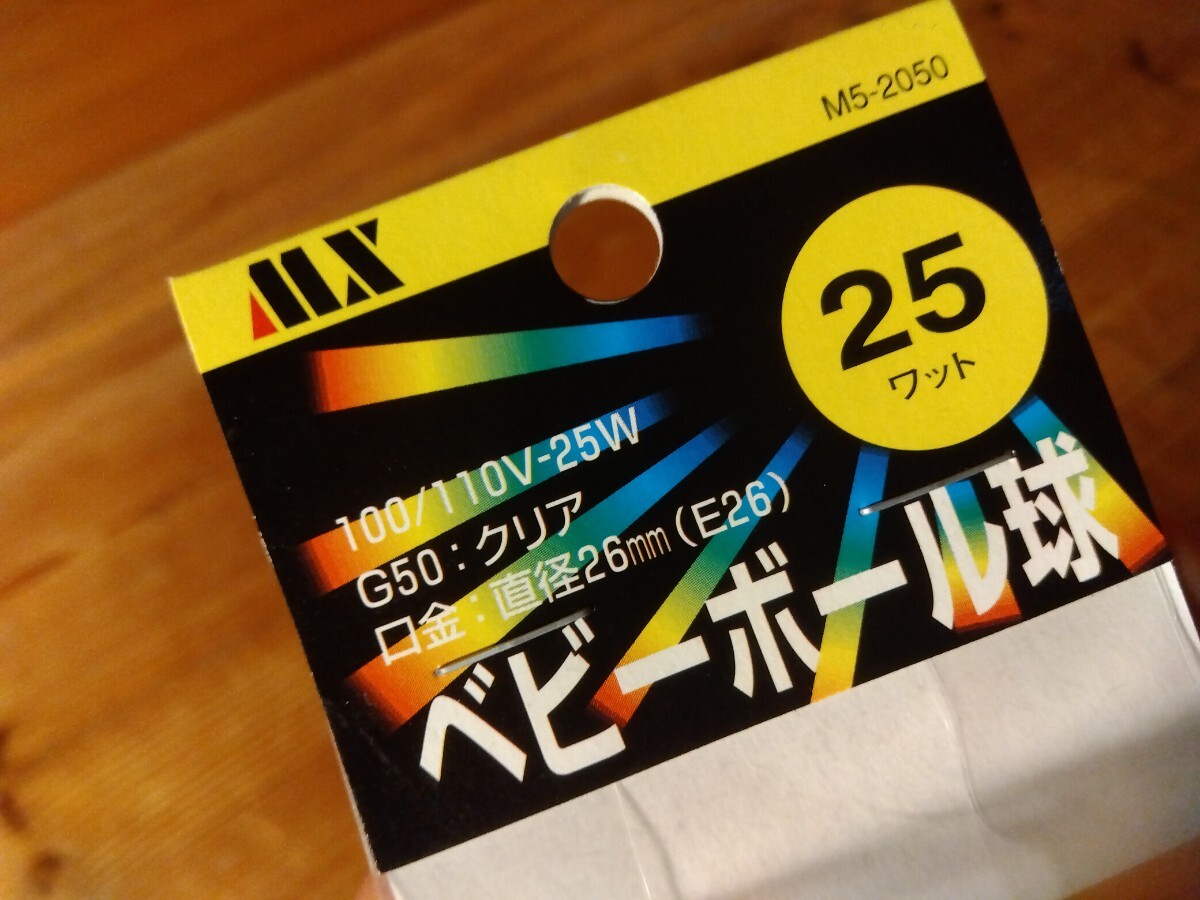 M5-2050
MX
25
ワット
100/110V-25W
G50：クリア
口金：直径26mm（E26）
ベビーボール球